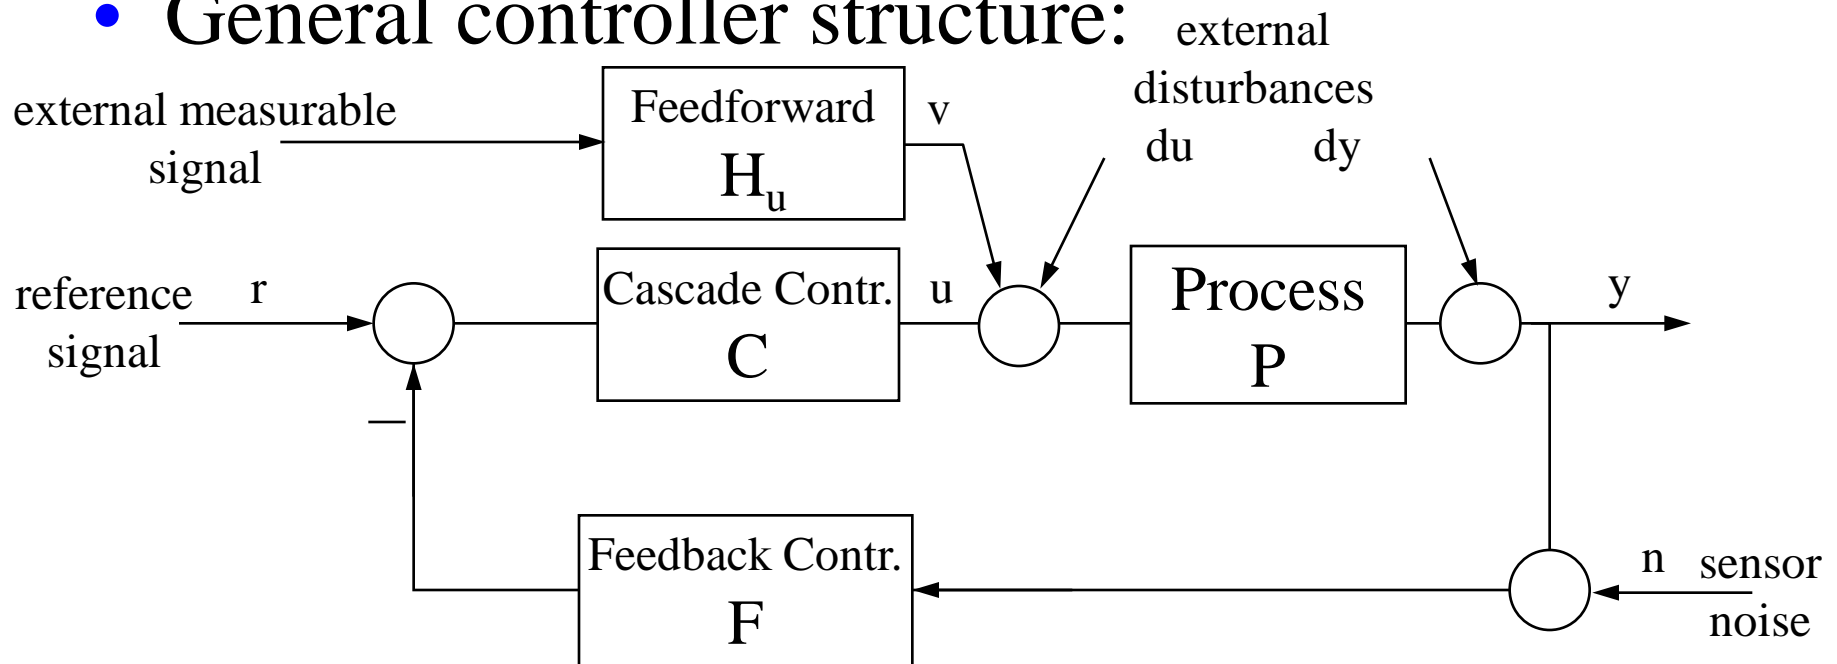 • General controller structure:
external
disturbances
du dy
external measurable
signal
Feedforward
Hu
v
reference
signal
r
Cascade Contr.
C
u
Process
P
y
–
Feedback Contr.
F
n
sensor
noise